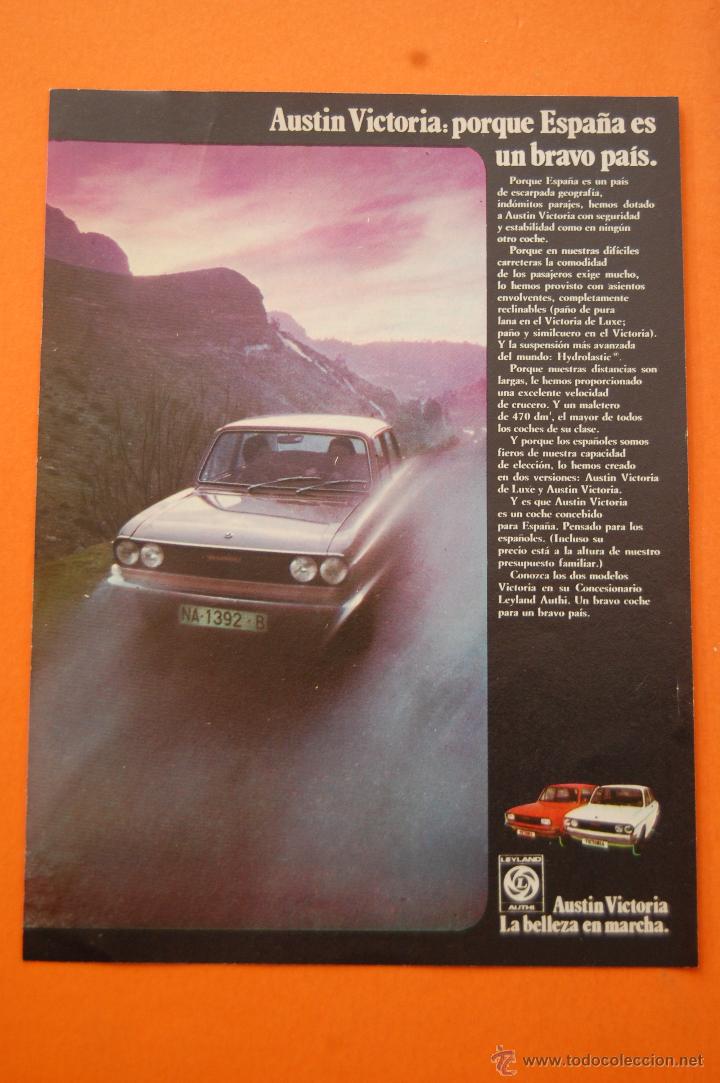 Austin Victoria: porque España es
un bravo país.
Porque España es un país
de escarpada geografía,
indómitos parajes, hemos dotado
a Austin Victoria con seguridad
y estabilidad como en ningún
otro coche.
Porque en nuestras difíciles
carreteras la comodidad
de los pasajeros exige mucho,
lo hemos provisto con asientos
envolventes, completamente
reclinables (paño de pura
lana en el Victoria de Luxe;
paño y similcuero en el Victoria).
Y la suspensión más avanzada
del mundo: Hydrolastic
Porque nuestras distancias son
largas, le hemos proporcionado
una excelente velocidad
de crucero. Y un maletero
de 470 dm³, el mayor de todos
los coches de su clase.
Y porque los españoles somos
fieros de nuestra capacidad
de elección, lo hemos creado
en dos versiones: Austin Victoria
de Luxe y Austin Victoria.
Y es que Austin Victoria
es un coche concebido
para España. Pensado para los
españoles. (Incluso su
precio está a la altura de nuestro
presupuesto familiar.)
Conozca los dos modelos
Victoria en su Concesionario
Leyland Authi. Un bravo coche
para un bravo país.
NA-1392-B
VICTORIA
LEYLAND
L
AUTHI
Austin Victoria
La belleza en marcha.
© www.todocoleccion.net